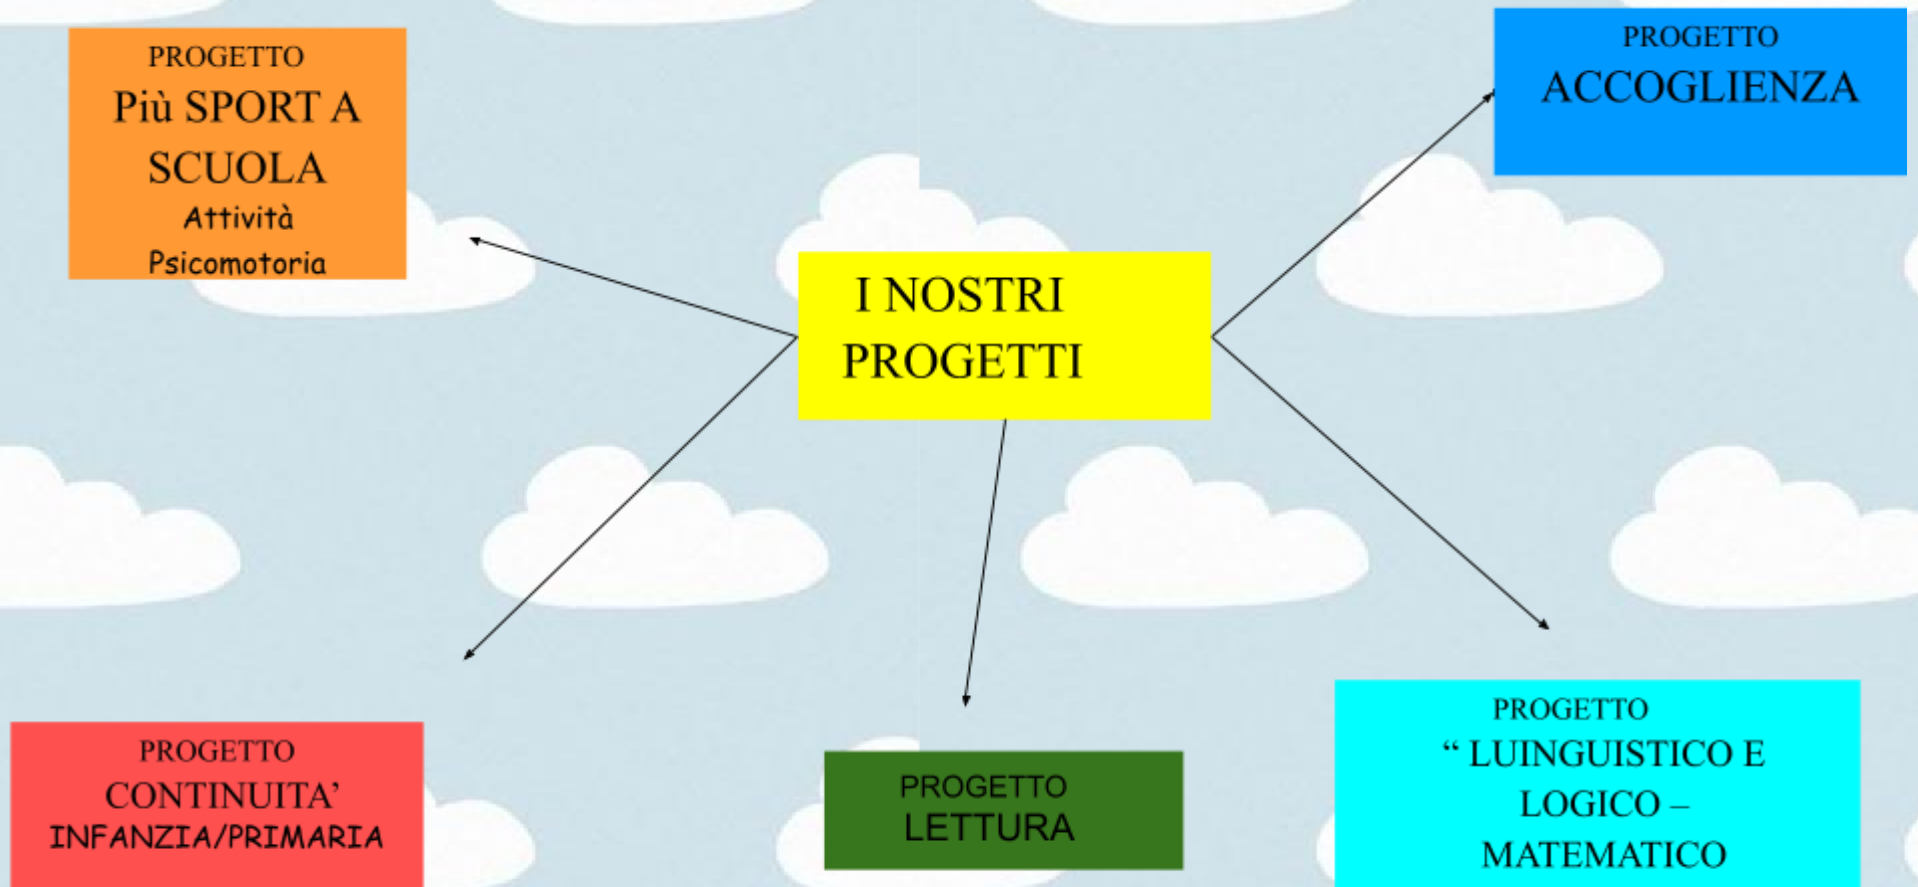 PROGETTO
Più SPORT A
SCUOLA
Attività
Psicomotoria
PROGETTO
ACCOGLIENZA
I NOSTRI
PROGETTI
PROGETTO
CONTINUITA’
INFANZIA/PRIMARIA
PROGETTO
LETTURA
PROGETTO
“ LUINGUISTICO E
LOGICO –
MATEMATICO